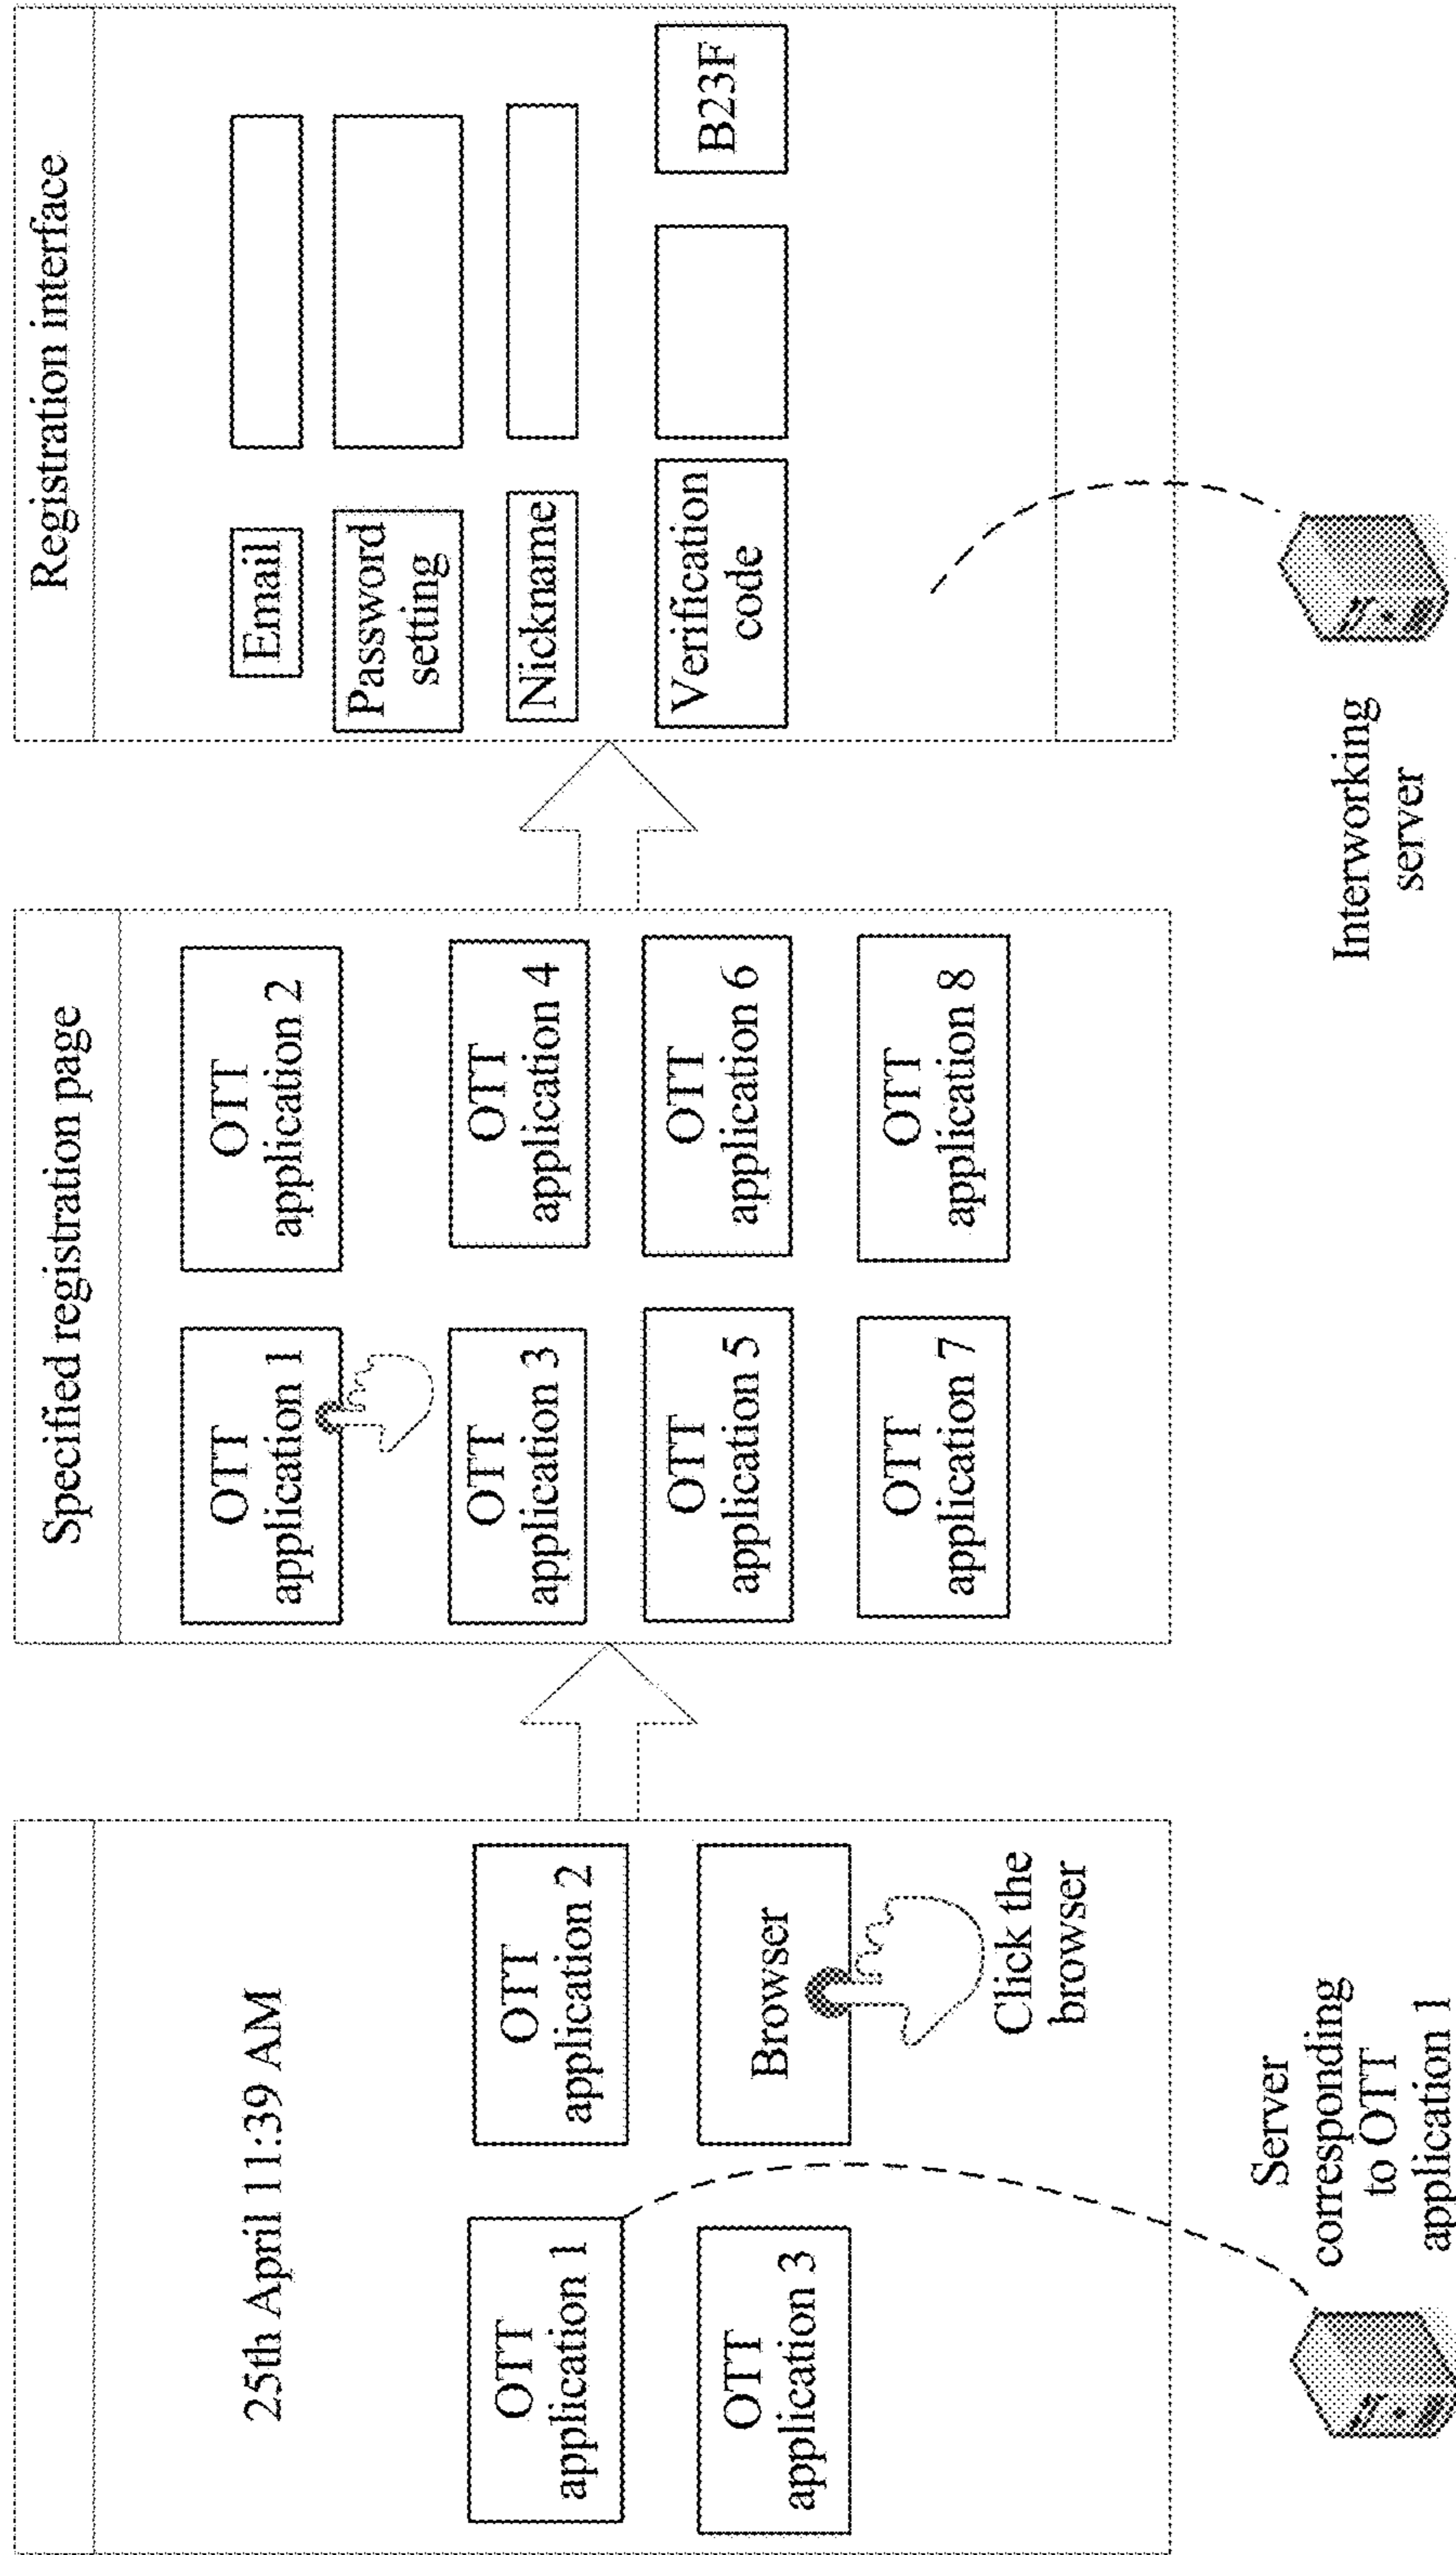 25th April 11:39 AM
OTT
application 1
OTT
application 2
OTT
application 3
Browser
Click the
browser
Server
corresponding
to OTT
application 1
Specified registration page
OTT
application 1
OTT
application 2
OTT
application 3
OTT
application 4
OTT
application 5
OTT
application 6
OTT
application 7
OTT
application 8
Registration interface
Email
Password
setting
Nickname
Verification
code
B23F
Interworking
server